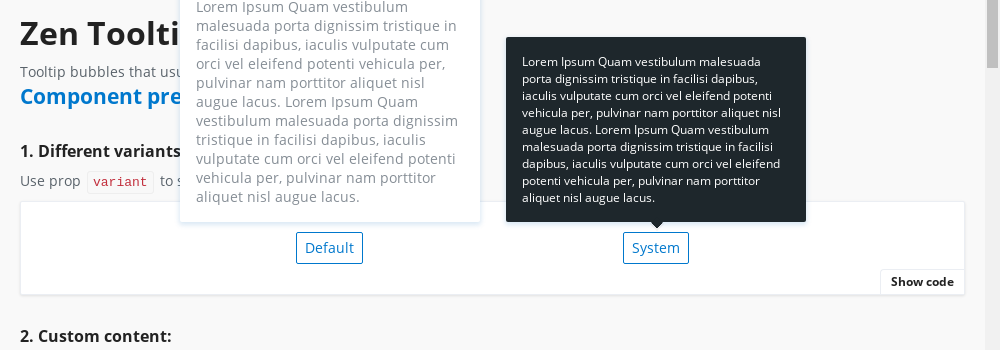 Zen Toolti
Tooltip bubbles that usu
Component pre
Lorem Ipsum Quam vestibulum
malesuada porta dignissim tristique in
facilisi dapibus, iaculis vulputate cum
orci vel eleifend potenti vehicula per,
pulvinar nam porttitor aliquet nisl
augue lacus. Lorem Ipsum Quam
vestibulum malesuada porta dignissim
tristique in facilisi dapibus, iaculis
vulputate cum orci vel eleifend potenti
vehicula per, pulvinar nam porttitor
aliquet nisl augue lacus.
Lorem Ipsum Quam vestibulum malesuada
porta dignissim tristique in facilisi dapibus,
iaculis vulputate cum orci vel eleifend potenti
vehicula per, pulvinar nam porttitor aliquet nisl
augue lacus. Lorem Ipsum Quam vestibulum
malesuada porta dignissim tristique in facilisi
dapibus, iaculis vulputate cum orci vel eleifend
potenti vehicula per, pulvinar nam porttitor
aliquet nisl augue lacus.
1. Different variants
Use prop variant to s
Default
System
Show code
2. Custom content: